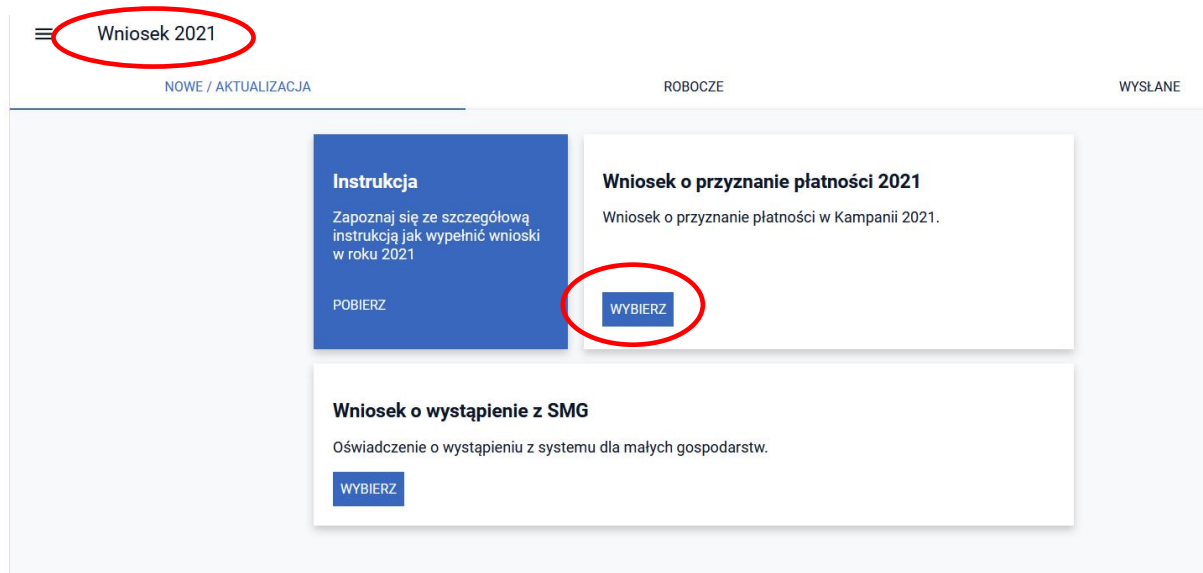 Wniosek 2021
NOWE / AKTUALIZACJA
ROBOCZE
WYSŁANE
Instrukcja
Zapoznaj się ze szczegółową
instrukcją jak wypełnić wnioski
w roku 2021
POBIERZ
Wniosek o przyznanie płatności 2021
Wniosek o przyznanie płatności w Kampanii 2021.
WYBIERZ
Wniosek o wystąpienie z SMG
Oświadczenie o wystąpieniu z systemu dla małych gospodarstw.
WYBIERZ